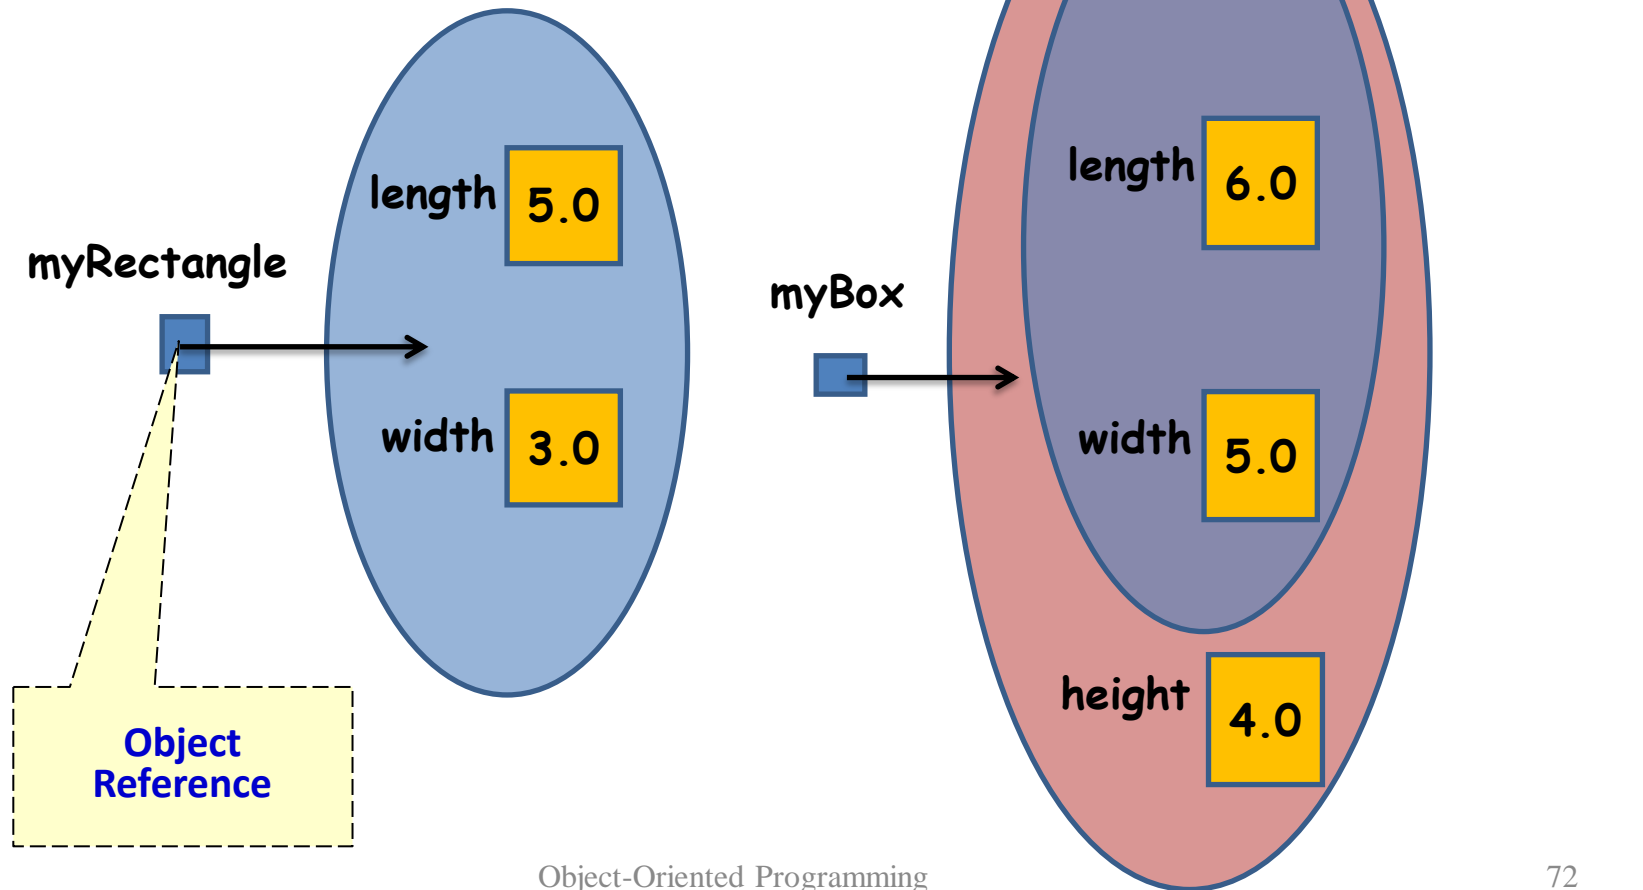 myRectangle
length
5.0
width
3.0
Object
Reference
myBox
length
6.0
width
5.0
height
4.0
Object-Oriented Programming
72